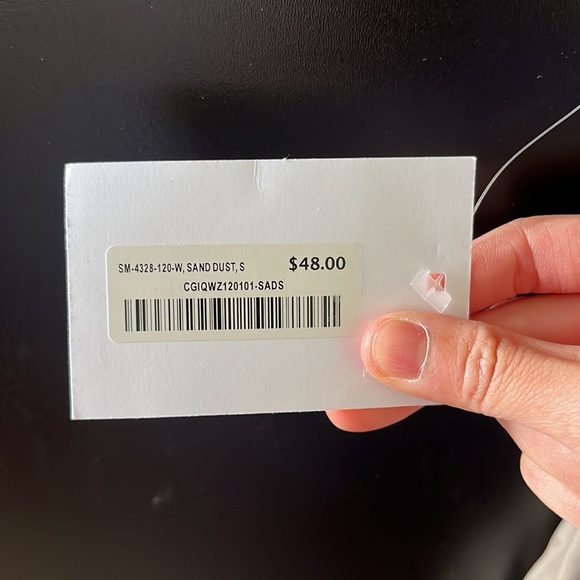 SM-4328-120-W, SAND DUST, S $48.00
CGIQWZ120101-SADS